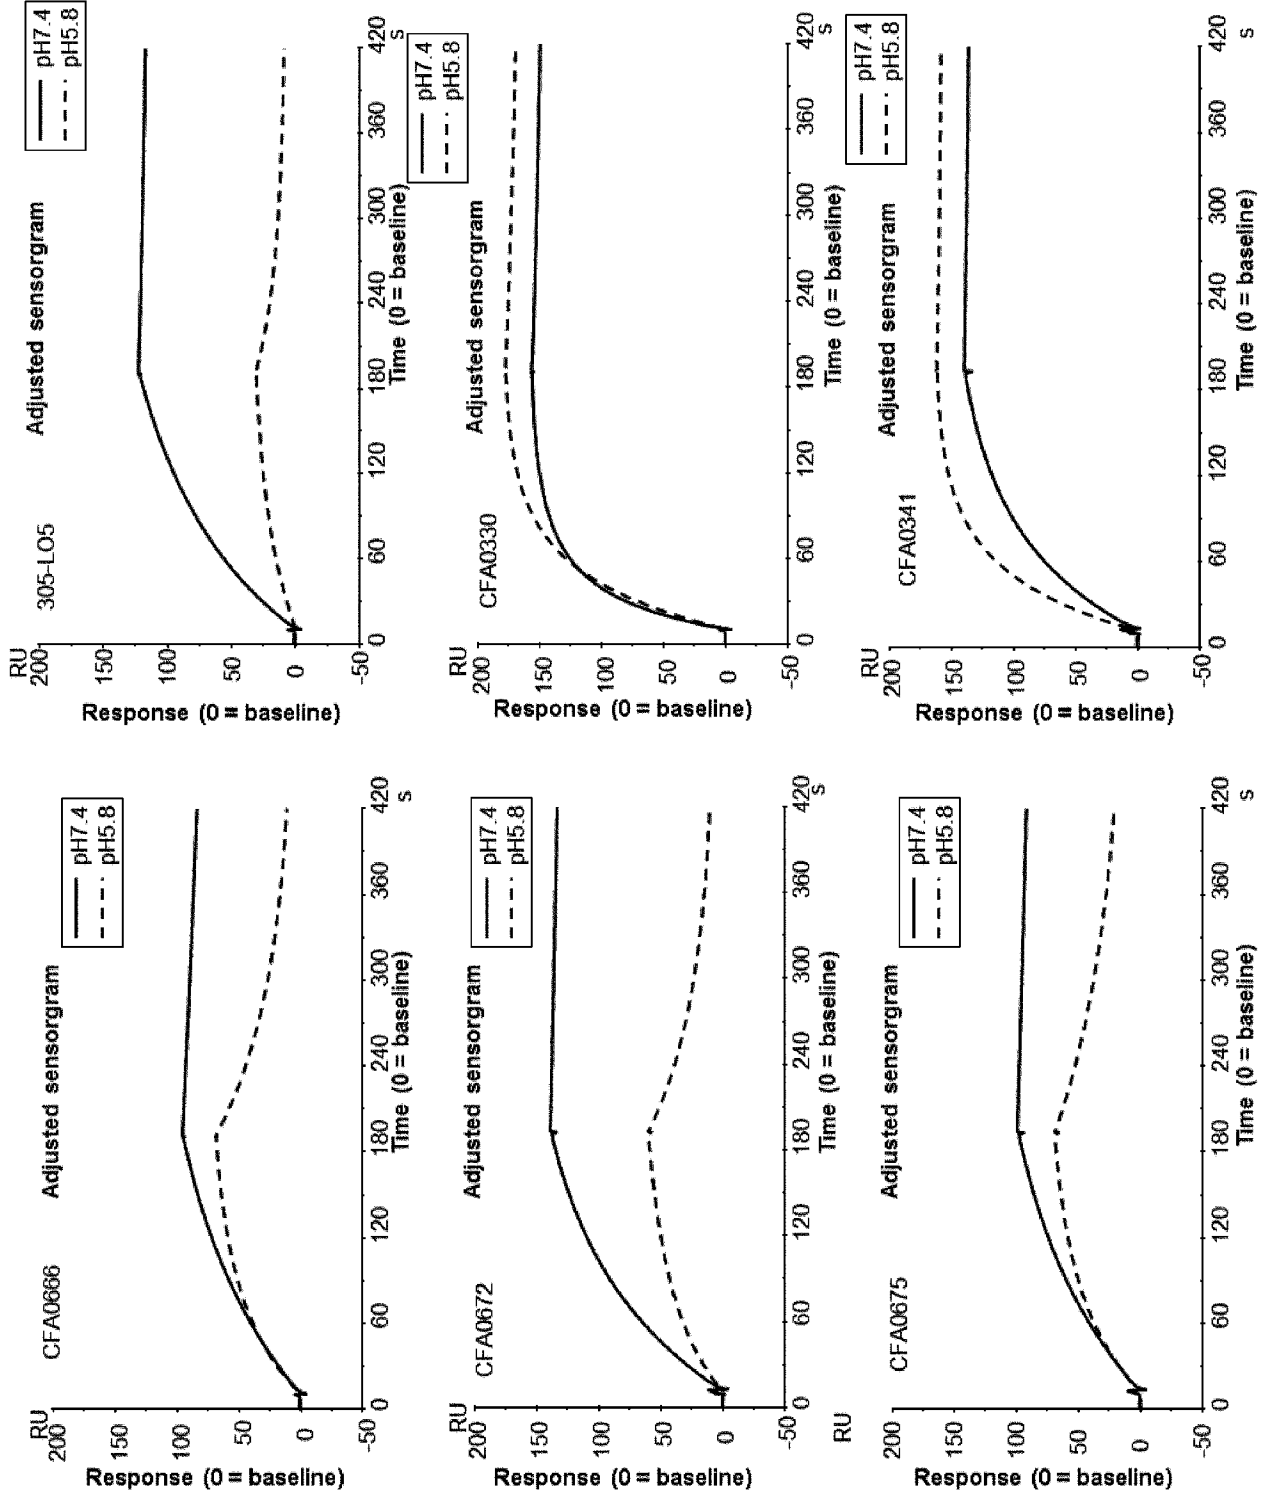 CFA0666
Adjusted sensorgram
pH7.4
pH5.8
RU
200
150
100
50
0
-50
Response (0 = baseline)
0 60 120 180 240 300 360 420
s
Time (0 = baseline)
305-LO5
Adjusted sensorgram
pH7.4
pH5.8
RU
200
150
100
50
0
-50
Response (0 = baseline)
0 60 120 180 240 300 360 420
s
Time (0 = baseline)
CFA0672
Adjusted sensorgram
pH7.4
pH5.8
RU
200
150
100
50
0
-50
Response (0 = baseline)
0 60 120 180 240 300 360 420
s
Time (0 = baseline)
CFA0330
Adjusted sensorgram
pH7.4
pH5.8
RU
200
150
100
50
0
-50
Response (0 = baseline)
0 60 120 180 240 300 360 420
s
Time (0 = baseline)
CFA0675
Adjusted sensorgram
pH7.4
pH5.8
RU
200
150
100
50
0
-50
Response (0 = baseline)
0 60 120 180 240 300 360 420
s
Time (0 = baseline)
CFA0341
Adjusted sensorgram
pH7.4
pH5.8
RU
200
150
100
50
0
-50
Response (0 = baseline)
0 60 120 180 240 300 360 420
s
Time (0 = baseline)